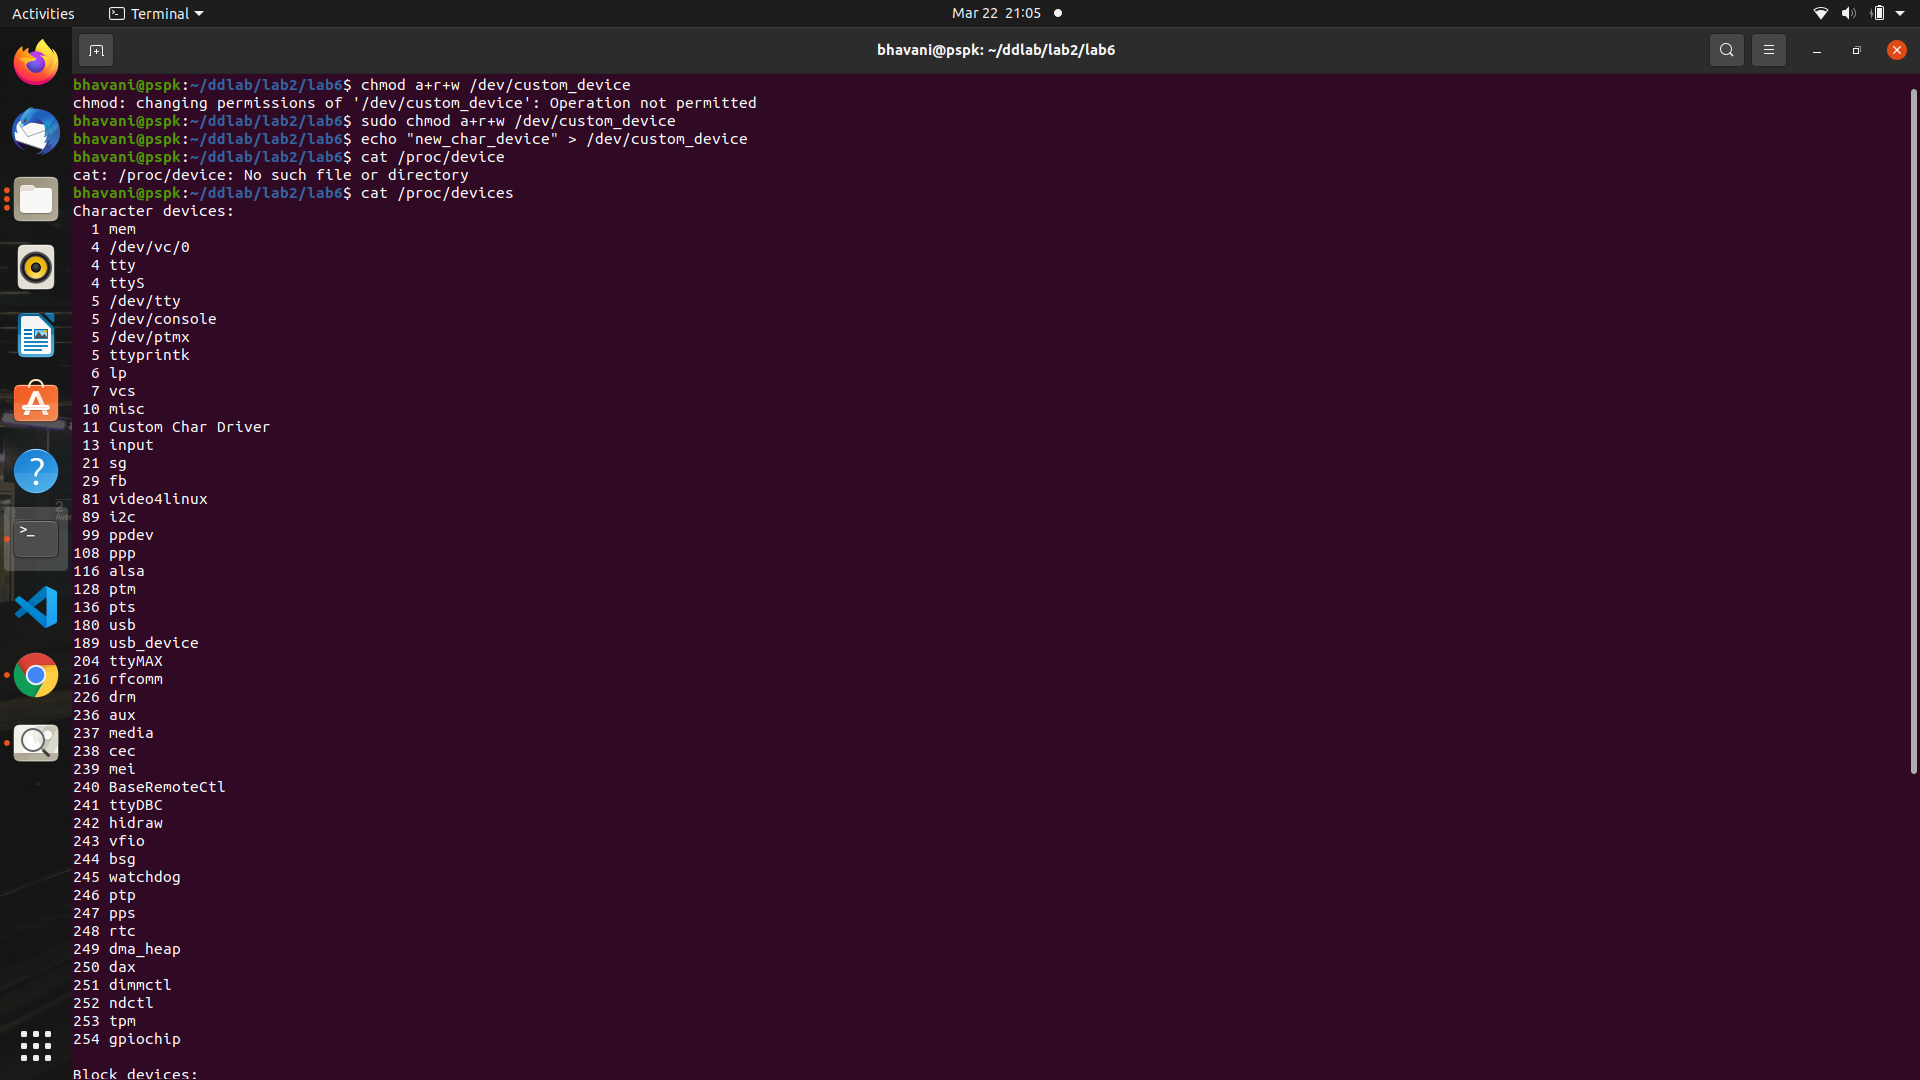 Activities
Terminal
Mar 22 21:05
bhavani@pspk: ~/ddlab/lab2/lab6
bhavani@pspk:~/ddlab/lab2/lab6$ chmod a+r+w /dev/custom_device
chmod: changing permissions of '/dev/custom_device': Operation not permitted
bhavani@pspk:~/ddlab/lab2/lab6$ sudo chmod a+r+w /dev/custom_device
bhavani@pspk:~/ddlab/lab2/lab6$ echo "new_char_device" > /dev/custom_device
bhavani@pspk:~/ddlab/lab2/lab6$ cat /proc/device
cat: /proc/device: No such file or directory
bhavani@pspk:~/ddlab/lab2/lab6$ cat /proc/devices
Character devices:
  1 mem
  4 /dev/vc/0
  4 tty
  4 ttyS
  5 /dev/tty
  5 /dev/console
  5 /dev/ptmx
  5 ttyprintk
  6 lp
  7 vcs
 10 misc
 11 Custom Char Driver
 13 input
 21 sg
 29 fb
 81 video4linux
 89 i2c
 99 ppdev
108 ppp
116 alsa
128 ptm
136 pts
180 usb
189 usb_device
204 ttyMAX
216 rfcomm
226 drm
236 aux
237 media
238 cec
239 mei
240 BaseRemoteCtl
241 ttyDBC
242 hidraw
243 vfio
244 bsg
245 watchdog
246 ptp
247 pps
248 rtc
249 dma_heap
250 dax
251 dimmctl
252 ndctl
253 tpm
254 gpiochip
Block devices: